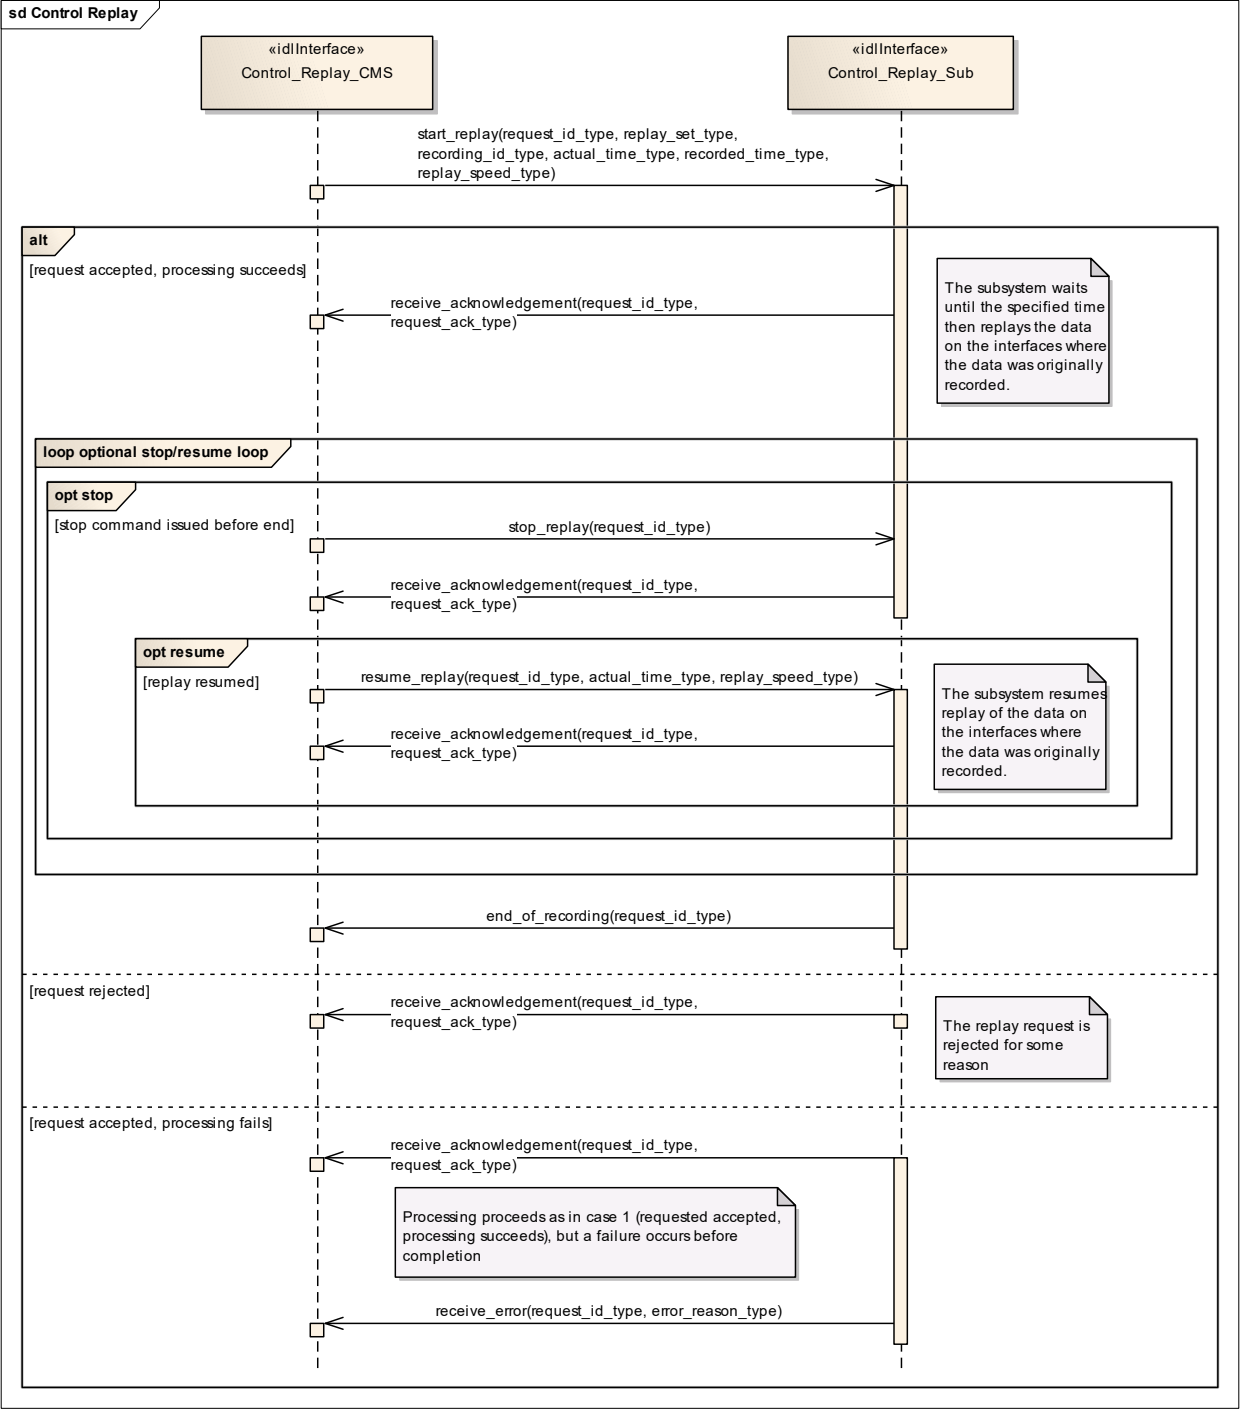 sd Control Replay
«idlInterface»
Control_Replay_CMS
«idlInterface»
Control_Replay_Sub
start_replay(request_id_type, replay_set_type,
recording_id_type, actual_time_type, recorded_time_type,
replay_speed_type)
alt
[request accepted, processing succeeds]
receive_acknowledgement(request_id_type,
request_ack_type)
The subsystem waits
until the specified time
then replays the data
on the interfaces where
the data was originally
recorded.
loop optional stop/resume loop
opt stop
[stop command issued before end]
stop_replay(request_id_type)
receive_acknowledgement(request_id_type,
request_ack_type)
opt resume
[replay resumed]
resume_replay(request_id_type, actual_time_type, replay_speed_type)
receive_acknowledgement(request_id_type,
request_ack_type)
The subsystem resumes
replay of the data on
the interfaces where
the data was originally
recorded.
end_of_recording(request_id_type)
[request rejected]
receive_acknowledgement(request_id_type,
request_ack_type)
The replay request is
rejected for some
reason
[request accepted, processing fails]
receive_acknowledgement(request_id_type,
request_ack_type)
Processing proceeds as in case 1 (requested accepted,
processing succeeds), but a failure occurs before
completion
receive_error(request_id_type, error_reason_type)